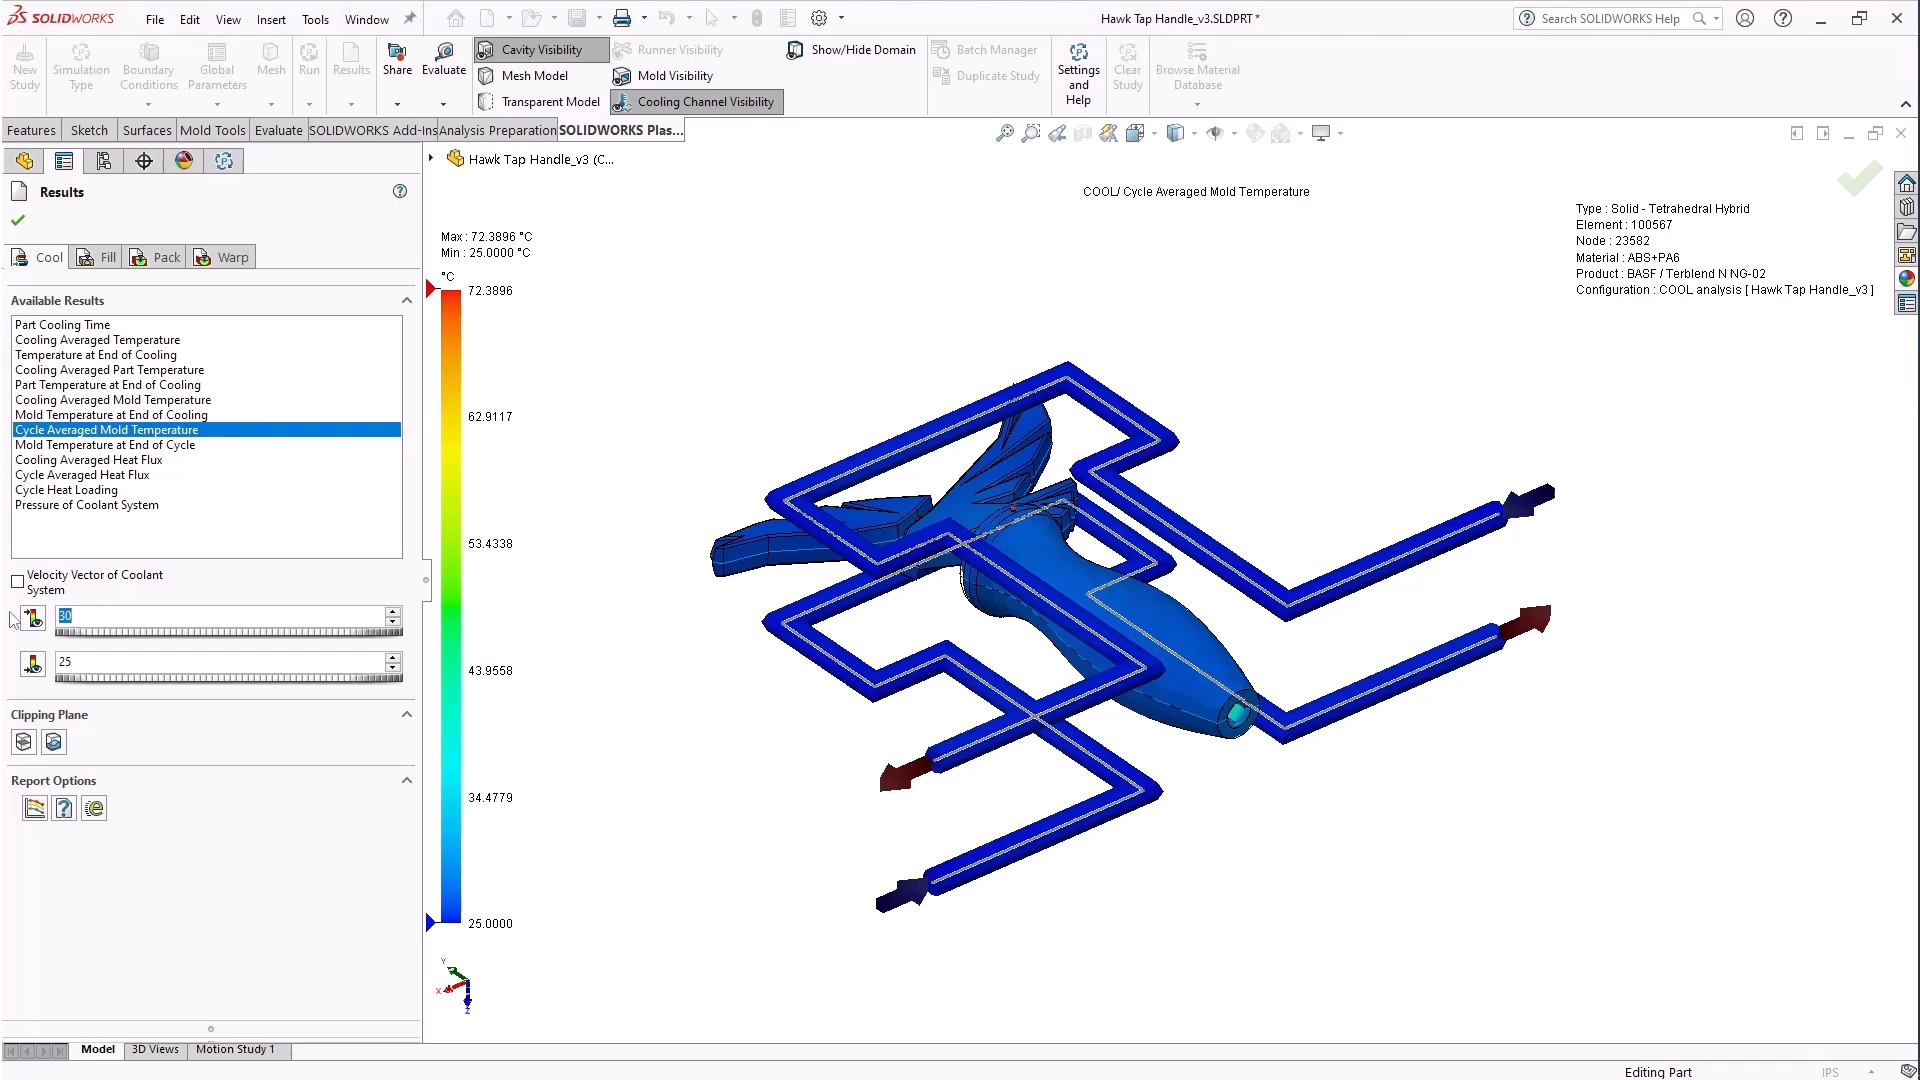 SOLIDWORKS File Edit View Insert Tools Window
Hawk Tap Handle_v3.SLDPRT *
Search SOLIDWORKS Help
New Study
Simulation Type
Boundary Conditions
Global Parameters
Mesh
Run
Results
Share
Evaluate
Cavity Visibility
Mesh Model
Transparent Model
Runner Visibility
Mold Visibility
Cooling Channel Visibility
Show/Hide Domain
Batch Manager
Duplicate Study
Settings and Help
Clear Study
Browse Material Database
Features Sketch Surfaces Mold Tools Evaluate SOLIDWORKS Add-Ins Analysis Preparation SOLIDWORKS Plas...
Hawk Tap Handle_v3 (C...
Results
Cool Fill Pack Warp
Available Results
Part Cooling Time
Cooling Averaged Temperature
Temperature at End of Cooling
Cooling Averaged Part Temperature
Part Temperature at End of Cooling
Cooling Averaged Mold Temperature
Mold Temperature at End of Cooling
Cycle Averaged Mold Temperature
Mold Temperature at End of Cycle
Cooling Averaged Heat Flux
Cycle Averaged Heat Flux
Cycle Heat Loading
Pressure of Coolant System
Velocity Vector of Coolant
System
30
25
Clipping Plane
Report Options
COOL/ Cycle Averaged Mold Temperature
Max : 72.3896 °C
Min : 25.0000 °C
°C
72.3896
62.9117
53.4338
43.9558
34.4779
25.0000
Type : Solid - Tetrahedral Hybrid
Element : 100567
Node : 23582
Material : ABS+PA6
Product : BASF / Terblend N NG-02
Configuration : COOL analysis [ Hawk Tap Handle_v3 ]
Y
X
Z
Model 3D Views Motion Study 1
Editing Part IPS